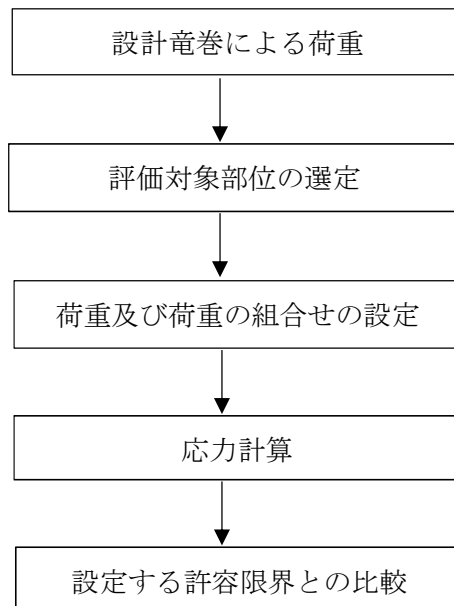 設計竜巻による荷重
評価対象部位の選定
荷重及び荷重の組合せの設定
応力計算
設定する許容限界との比較